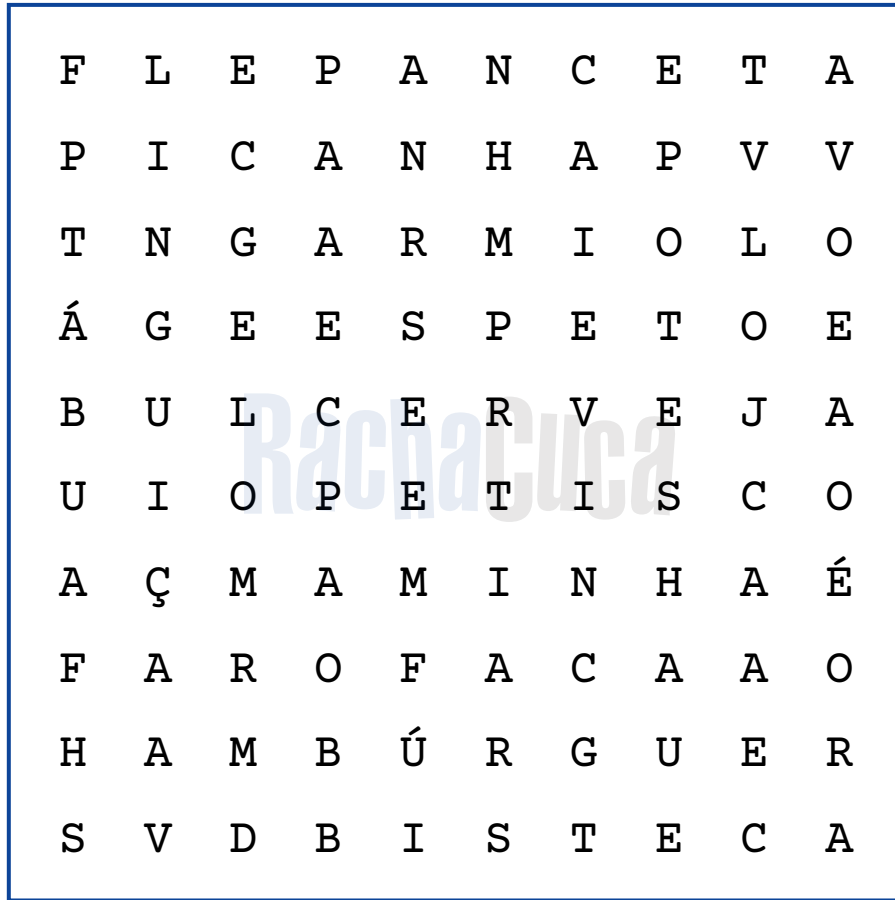 F L E P A N C E T A
P I C A N H A P V V
T N G A R M I O L O
Á G E E S P E T O E
B U L C E R V E J A
U I O P E T I S C O
A Ç M A M I N H A É
F A R O F A C A A O
H A M B Ú R G U E R
S V D B I S T E C A
RachaCuca